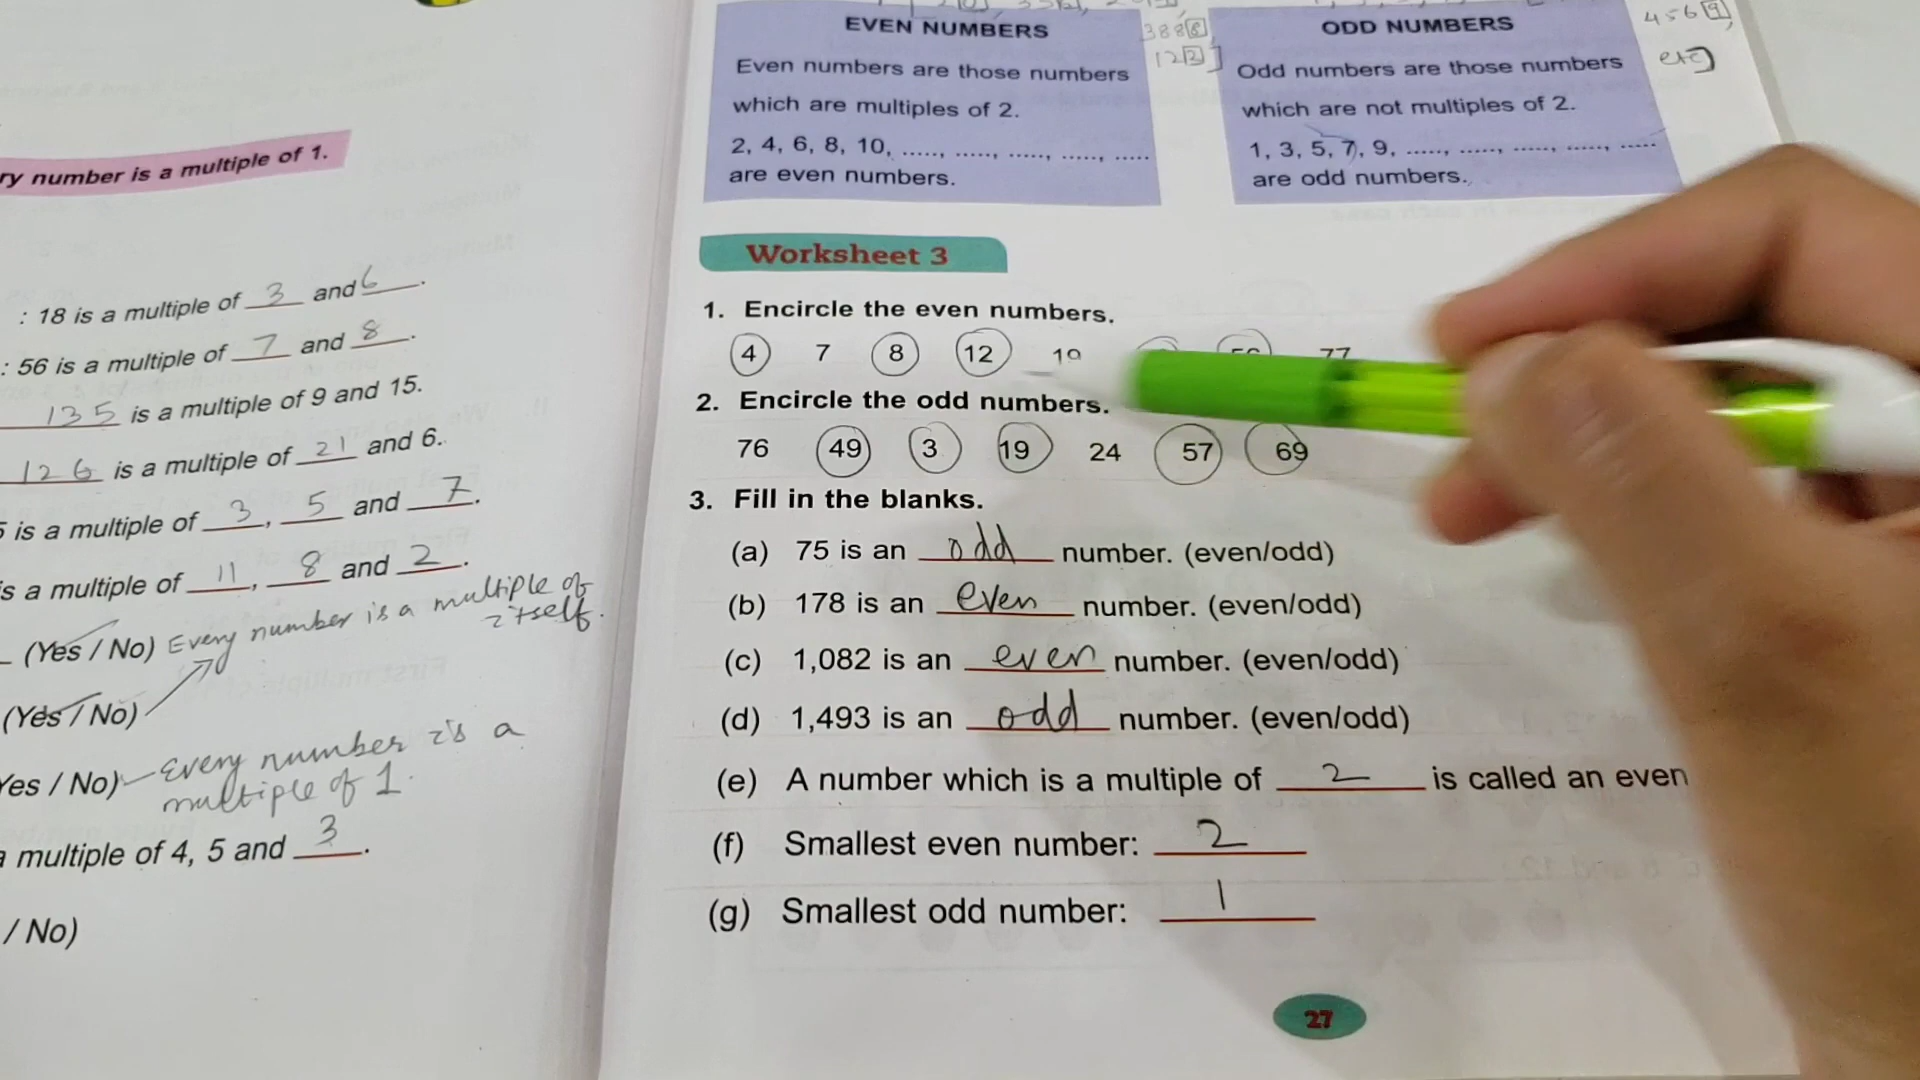 ry number is a multiple of 1.
: 18 is a multiple of 3 and 6.
: 56 is a multiple of 7 and 8.
135 is a multiple of 9 and 15.
126 is a multiple of 21 and 6.
5 is a multiple of 3, 5 and 7.
s a multiple of 11, 8 and 2.
(Yes / No) Every number is a multiple of
itself.
(Yes / No)
Yes / No) Every number is a
multiple of 1.
a multiple of 4, 5 and 3.
/ No)
EVEN NUMBERS
Even numbers are those numbers
which are multiples of 2.
2, 4, 6, 8, 10, ....., ....., ....., ....., .....
are even numbers.
3888
122]
ODD NUMBERS
Odd numbers are those numbers
which are not multiples of 2.
1, 3, 5, 7, 9, ....., ....., ....., ....., .....
are odd numbers.
4569,
etc]
Worksheet 3
1. Encircle the even numbers.
4 7 8 12 77
2. Encircle the odd numbers.
76 49 3 19 24 57 69
3. Fill in the blanks.
(a) 75 is an odd number. (even/odd)
(b) 178 is an even number. (even/odd)
(c) 1,082 is an even number. (even/odd)
(d) 1,493 is an odd number. (even/odd)
(e) A number which is a multiple of 2 is called an even
(f) Smallest even number: 2
(g) Smallest odd number: 1
27